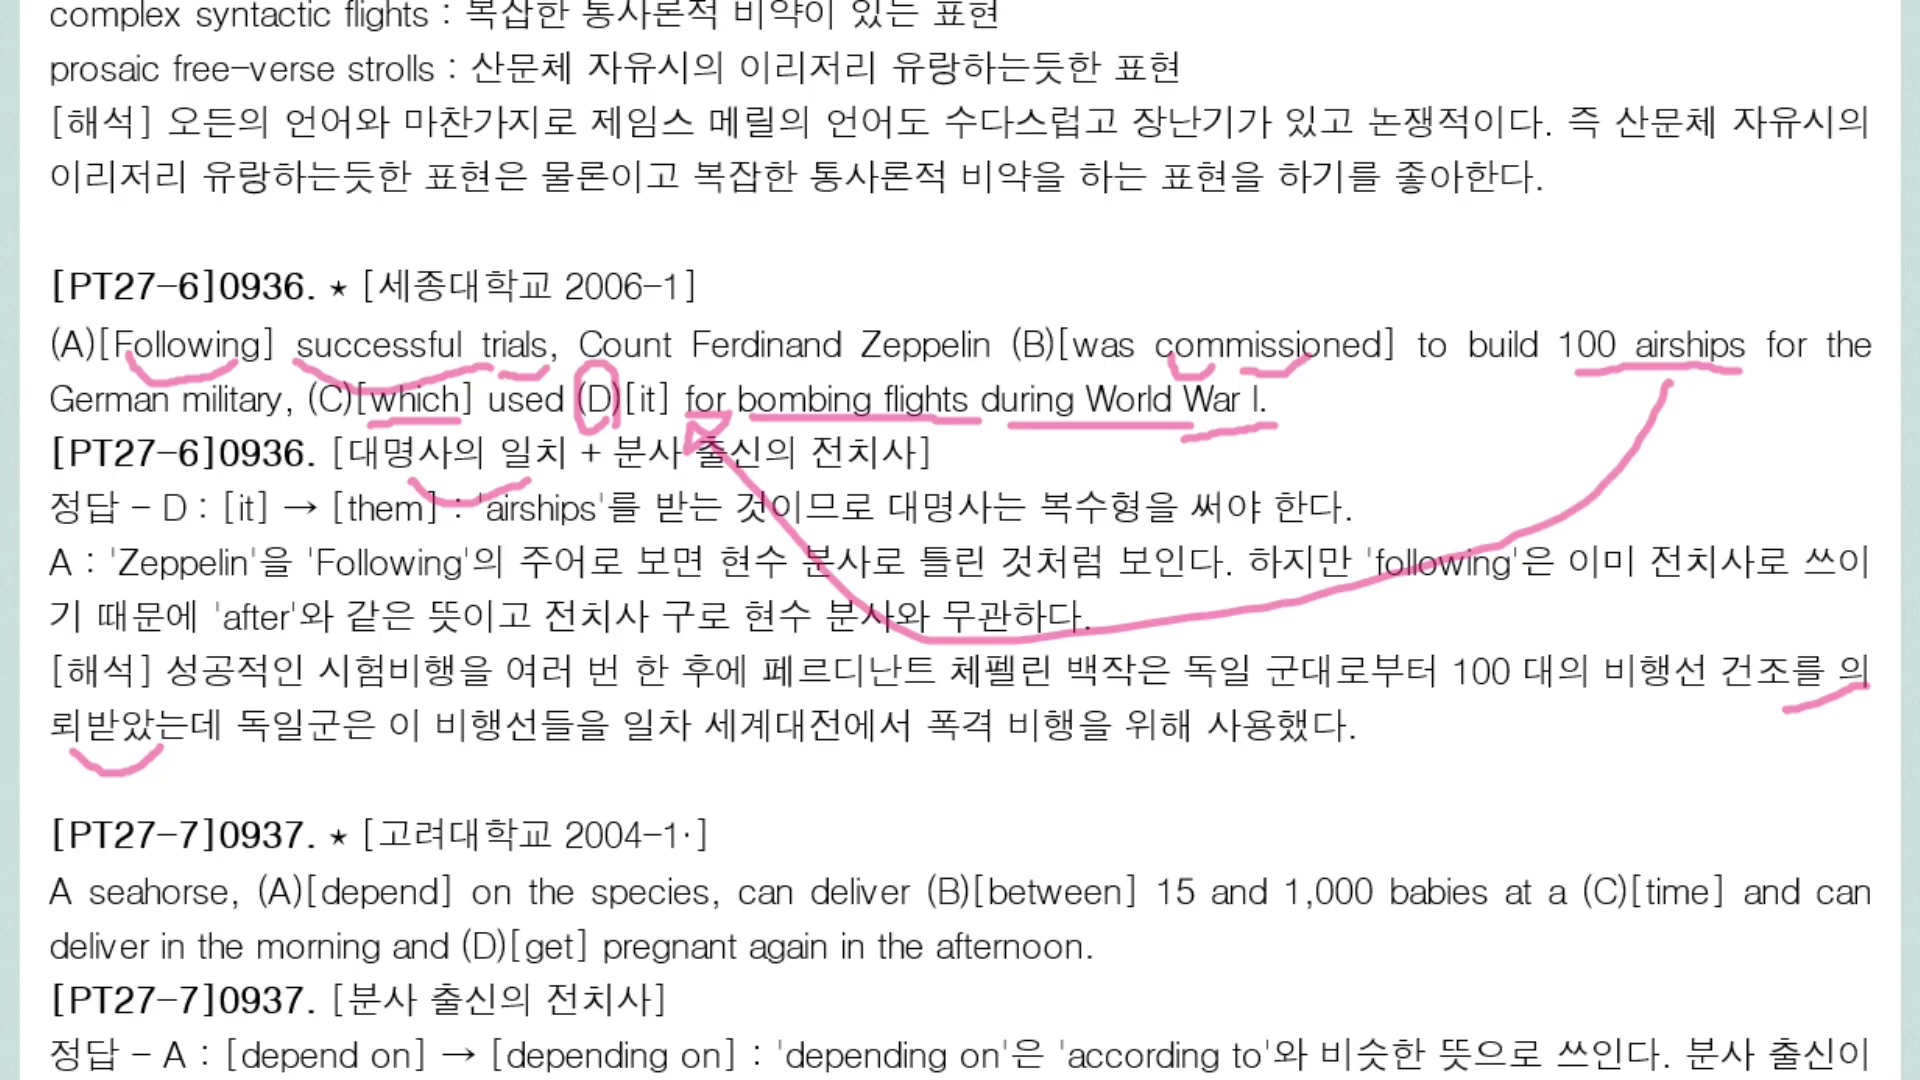 complex syntactic flights : 복잡한 통사론적 비약이 있는 표현
prosaic free-verse strolls : 산문체 자유시의 이리저리 유랑하는듯한 표현
[해석] 오든의 언어와 마찬가지로 제임스 메릴의 언어도 수다스럽고 장난기가 있고 논쟁적이다. 즉 산문체 자유시의
이리저리 유랑하는듯한 표현은 물론이고 복잡한 통사론적 비약을 하는 표현을 하기를 좋아한다.
[PT27-6]0936. ⋆ [세종대학교 2006-1]
(A)[Following] successful trials, Count Ferdinand Zeppelin (B)[was commissioned] to build 100 airships for the
German military, (C)[which] used (D)[it] for bombing flights during World War I.
[PT27-6]0936. [대명사의 일치 + 분사 출신의 전치사]
정답 - D : [it] → [them] : 'airships'를 받는 것이므로 대명사는 복수형을 써야 한다.
A : 'Zeppelin'을 'Following'의 주어로 보면 현수 분사로 틀린 것처럼 보인다. 하지만 'following'은 이미 전치사로 쓰이
기 때문에 'after'와 같은 뜻이고 전치사 구로 현수 분사와 무관하다.
[해석] 성공적인 시험비행을 여러 번 한 후에 페르디난트 체펠린 백작은 독일 군대로부터 100 대의 비행선 건조를 의
뢰받았는데 독일군은 이 비행선들을 일차 세계대전에서 폭격 비행을 위해 사용했다.
[PT27-7]0937. ⋆ [고려대학교 2004-1·]
A seahorse, (A)[depend] on the species, can deliver (B)[between] 15 and 1,000 babies at a (C)[time] and can
deliver in the morning and (D)[get] pregnant again in the afternoon.
[PT27-7]0937. [분사 출신의 전치사]
정답 - A : [depend on] → [depending on] : 'depending on'은 'according to'와 비슷한 뜻으로 쓰인다. 분사 출신이